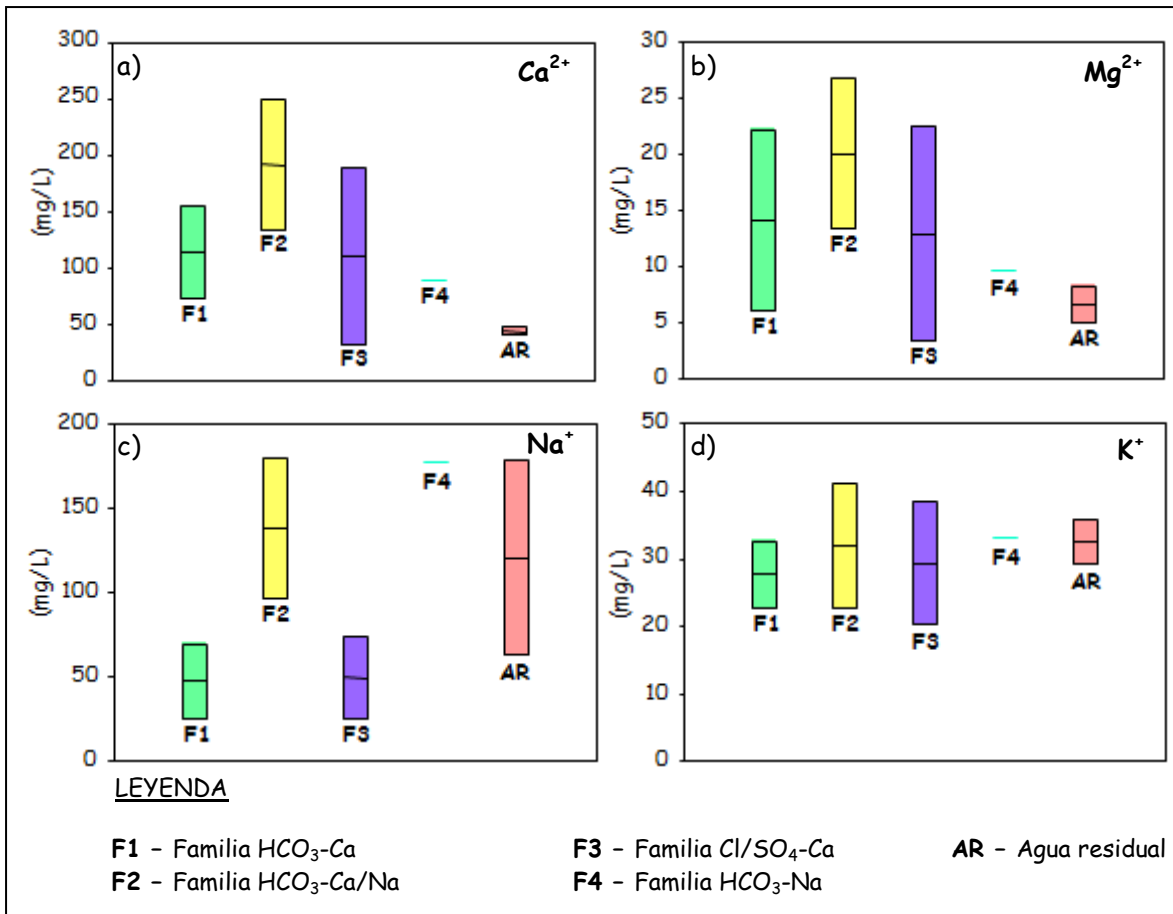 a)
Ca²⁺
300
250
200
150
100
50
0
(mg/L)
F1
F2
F3
F4
AR
b)
Mg²⁺
30
25
20
15
10
5
0
(mg/L)
F1
F2
F3
F4
AR
c)
Na⁺
200
150
100
50
0
(mg/L)
F1
F2
F3
F4
AR
d)
K⁺
50
40
30
20
10
0
F1
F2
F3
F4
AR
LEYENDA
F1 – Familia HCO₃-Ca
F3 – Familia Cl/SO₄-Ca
AR – Agua residual
F2 – Familia HCO₃-Ca/Na
F4 – Familia HCO₃-Na